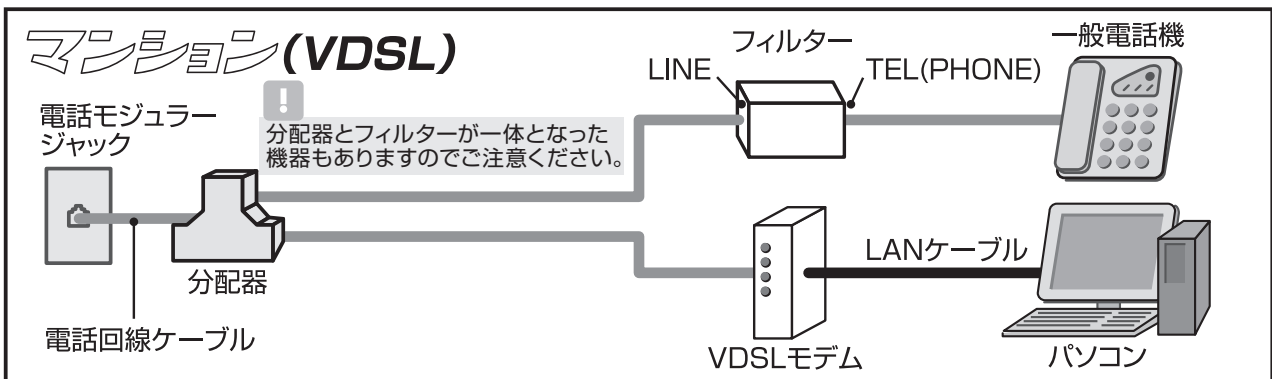 マンション(VDSL)
電話モジュラー
ジャック
!
分配器とフィルターが一体となった
機器もありますのでご注意ください。
フィルター
LINE
TEL(PHONE)
一般電話機
分配器
電話回線ケーブル
LANケーブル
VDSLモデム
パソコン